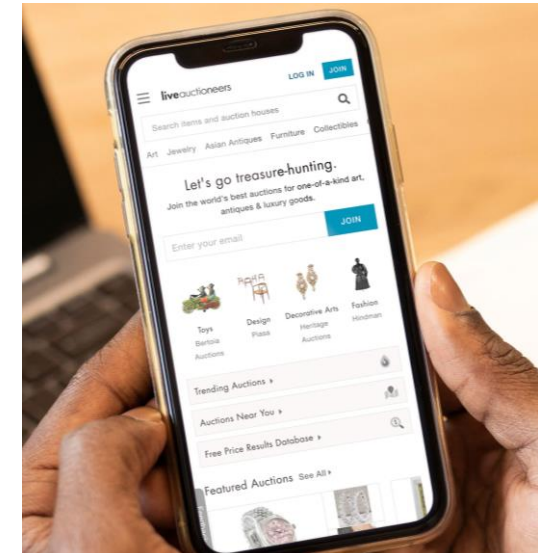 liveauctioneers
LOG IN
JOIN
Search items and auction houses
Art Jewelry Asian Antiques Furniture Collectibles
Let's go treasure-hunting.
Join the world's best auctions for one-of-a-kind art,
antiques & luxury goods.
Enter your email
JOIN
Toys
Bertoia
Auctions
Design
Piasa
Decorative Arts
Heritage
Auctions
Fashion
Hindman
Trending Auctions
Auctions Near You
Free Price Results Database
Featured Auctions See All